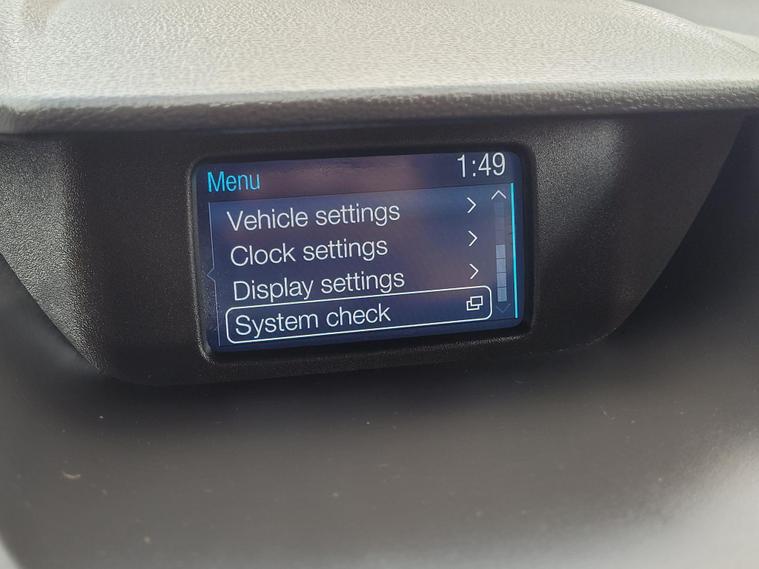 Menu 1:49
Vehicle settings
Clock settings
Display settings
System check